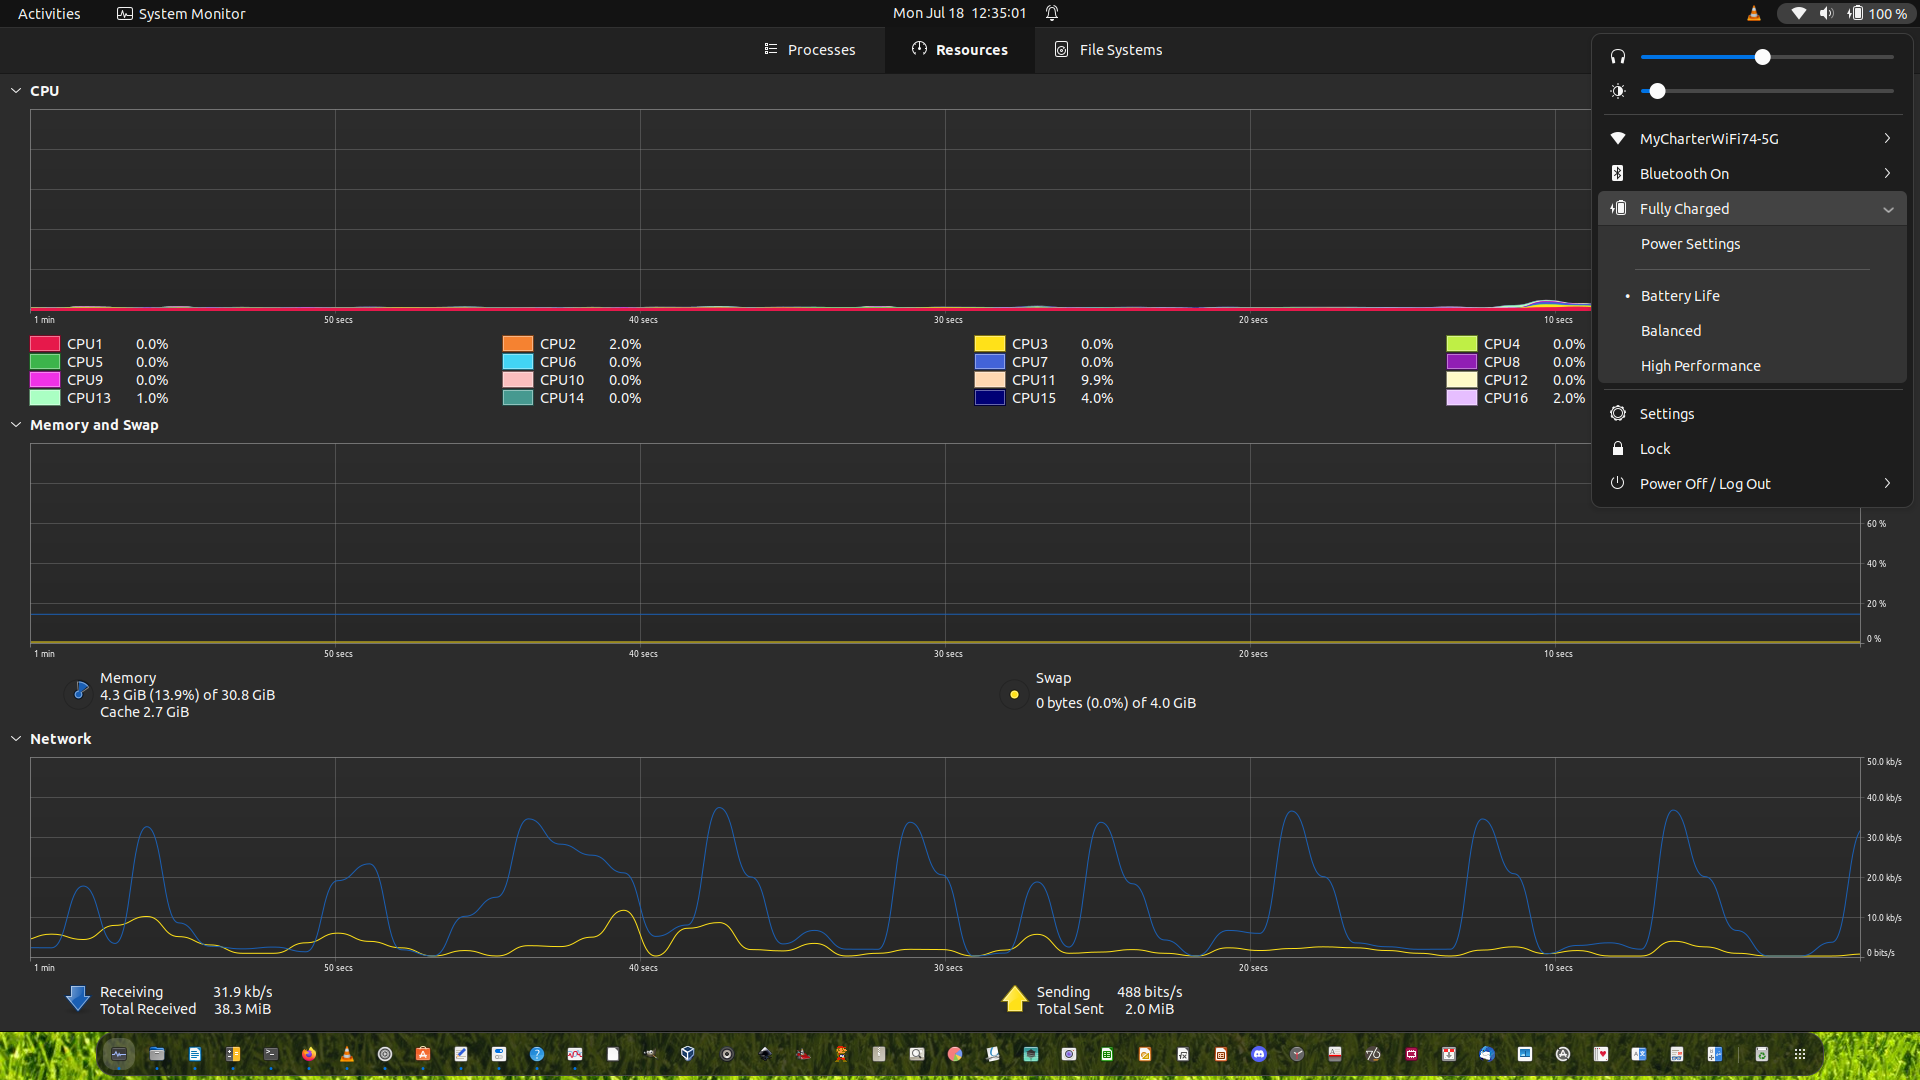 Activities
System Monitor
Mon Jul 18 12:35:01
100 %
Processes
Resources
File Systems
CPU
1 min
50 secs
40 secs
30 secs
20 secs
10 secs
CPU1 0.0%
CPU2 2.0%
CPU3 0.0%
CPU4 0.0%
CPU5 0.0%
CPU6 0.0%
CPU7 0.0%
CPU8 0.0%
CPU9 0.0%
CPU10 0.0%
CPU11 9.9%
CPU12 0.0%
CPU13 1.0%
CPU14 0.0%
CPU15 4.0%
CPU16 2.0%
MyCharterWiFi74-5G
Bluetooth On
Fully Charged
Power Settings
• Battery Life
Balanced
High Performance
Settings
Lock
Power Off / Log Out
Memory and Swap
60 %
40 %
20 %
0 %
1 min
50 secs
40 secs
30 secs
20 secs
10 secs
Memory
4.3 GiB (13.9%) of 30.8 GiB
Cache 2.7 GiB
Swap
0 bytes (0.0%) of 4.0 GiB
Network
50.0 kb/s
40.0 kb/s
30.0 kb/s
20.0 kb/s
10.0 kb/s
0 bits/s
1 min
50 secs
40 secs
30 secs
20 secs
10 secs
Receiving 31.9 kb/s
Total Received 38.3 MiB
Sending 488 bits/s
Total Sent 2.0 MiB
76